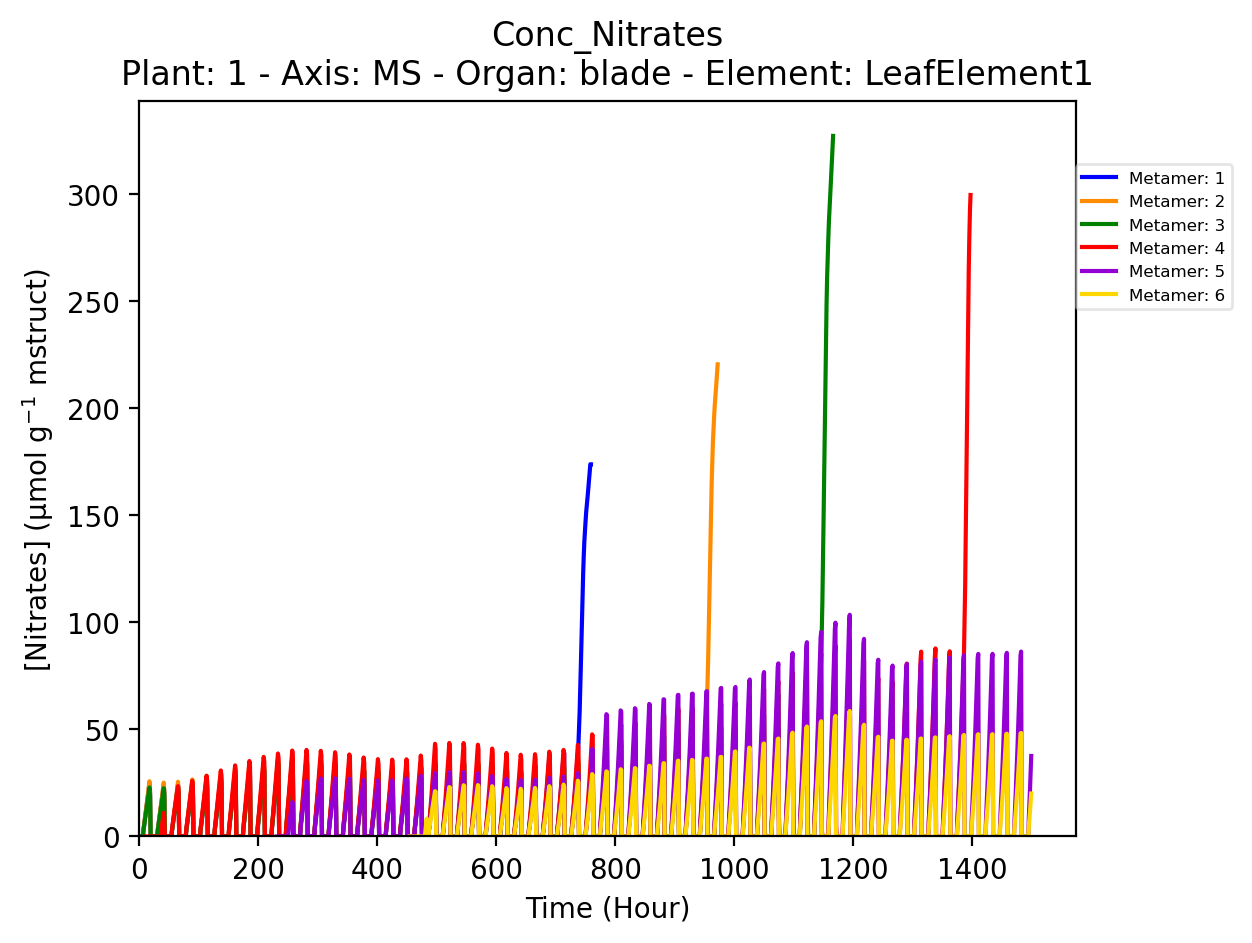 Conc_Nitrates
Plant: 1 - Axis: MS - Organ: blade - Element: LeafElement1
[Nitrates] (µmol g⁻¹ mstruct)
300
250
200
150
100
50
0
0 200 400 600 800 1000 1200 1400
Time (Hour)
Metamer: 1
Metamer: 2
Metamer: 3
Metamer: 4
Metamer: 5
Metamer: 6